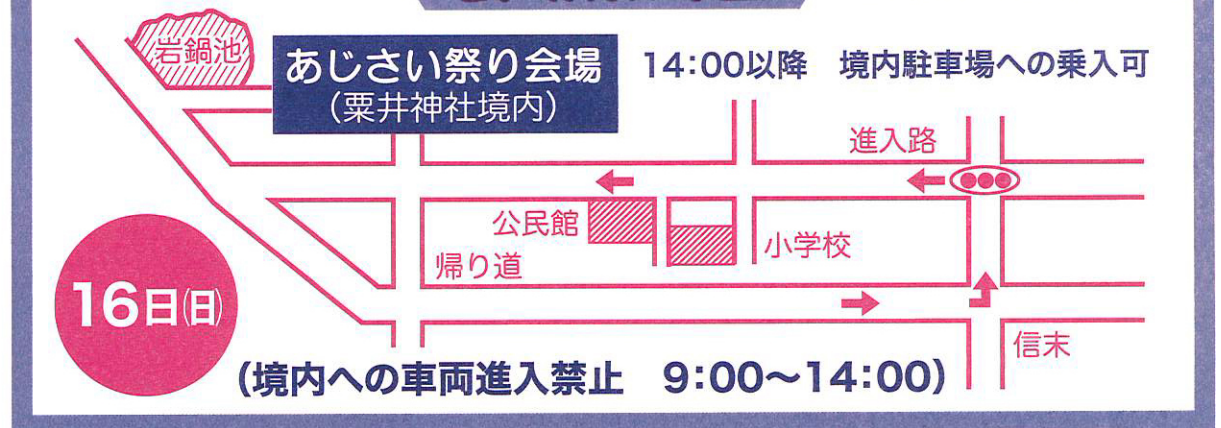 岩鍋池
あじさい祭り会場
（粟井神社境内）
14:00以降　境内駐車場への乗入可
進入路
公民館
小学校
帰り道
16日(日)
信末
(境内への車両進入禁止　9:00〜14:00)